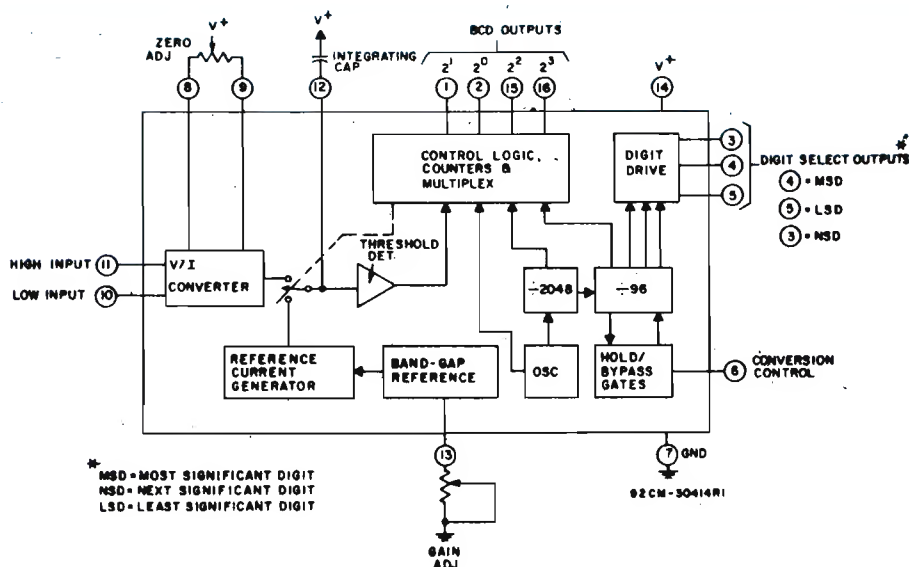 V+
ZERO
ADJ
8
9
V+
INTEGRATING
CAP
12
BCD OUTPUTS
2¹ 2⁰ 2² 2³
1 2 15 16
V+
14
CONTROL LOGIC,
COUNTERS &
MULTIPLEX
DIGIT
DRIVE
3
4
5
DIGIT SELECT OUTPUTS*
4 = MSD
5 = LSD
3 = NSD
HIGH INPUT 11
LOW INPUT 10
V/I
CONVERTER
THRESHOLD
DET.
÷2048
÷96
REFERENCE
CURRENT
GENERATOR
BAND-GAP
REFERENCE
OSC
HOLD/
BYPASS
GATES
6
CONVERSION
CONTROL
13
7 GND
*
MSD = MOST SIGNIFICANT DIGIT
NSD = NEXT SIGNIFICANT DIGIT
LSD = LEAST SIGNIFICANT DIGIT
92CM-30414R1
GAIN
ADJ